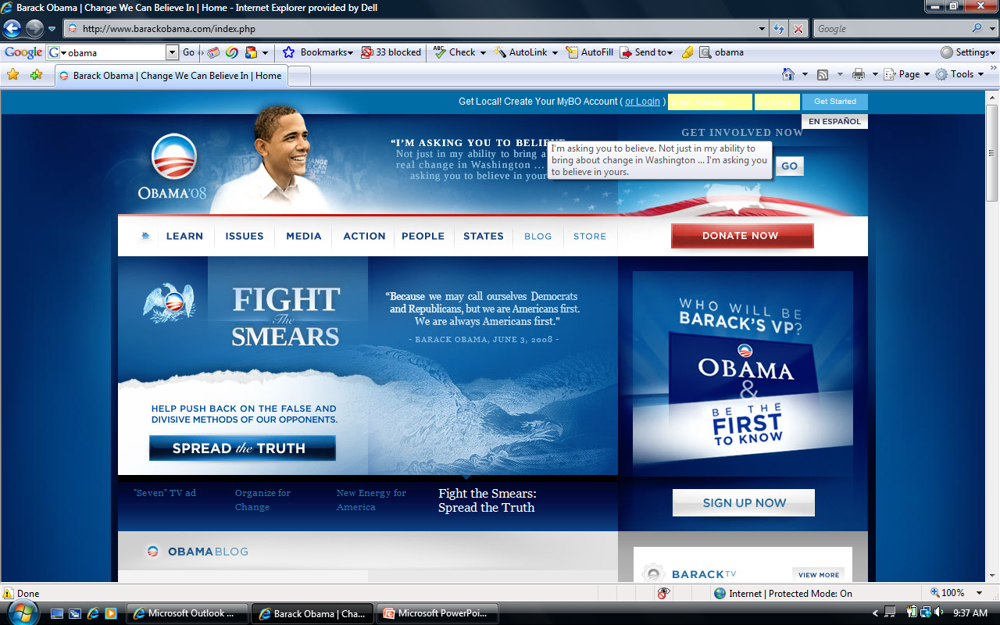 Barack Obama | Change We Can Believe In | Home - Internet Explorer provided by Dell
http://www.barackobama.com/index.php
Google
Google
obama
Go
Bookmarks
33 blocked
Check
AutoLink
AutoFill
Send to
obama
Settings
Barack Obama | Change We Can Believe In | Home
Page
Tools
Get Local! Create Your MyBO Account ( or Login )
Email Address
Zip Code
Get Started
EN ESPAÑOL
GET INVOLVED NOW
OBAMA'08
“I'M ASKING YOU TO BELIEVE
Not just in my ability to bring a
real change in Washington ...
asking you to believe in your
I'm asking you to believe. Not just in my ability to
bring about change in Washington ... I'm asking you
to believe in yours.
GO
LEARN
ISSUES
MEDIA
ACTION
PEOPLE
STATES
BLOG
STORE
DONATE NOW
FIGHT
The
SMEARS
“Because we may call ourselves Democrats
and Republicans, but we are Americans first.
We are always Americans first."
- BARACK OBAMA, JUNE 3, 2008 -
HELP PUSH BACK ON THE FALSE AND
DIVISIVE METHODS OF OUR OPPONENTS.
SPREAD the TRUTH
WHO WILL BE
BARACK'S VP?
OBAMA
&
BE THE
FIRST
TO KNOW
SIGN UP NOW
"Seven" TV ad
Organize for
Change
New Energy for
America
Fight the Smears:
Spread the Truth
OBAMABLOG
BARACKTV
VIEW MORE
Done
Internet | Protected Mode: On
100%
Microsoft Outlook ...
Barack Obama | Cha...
Microsoft PowerPoi...
9:37 AM